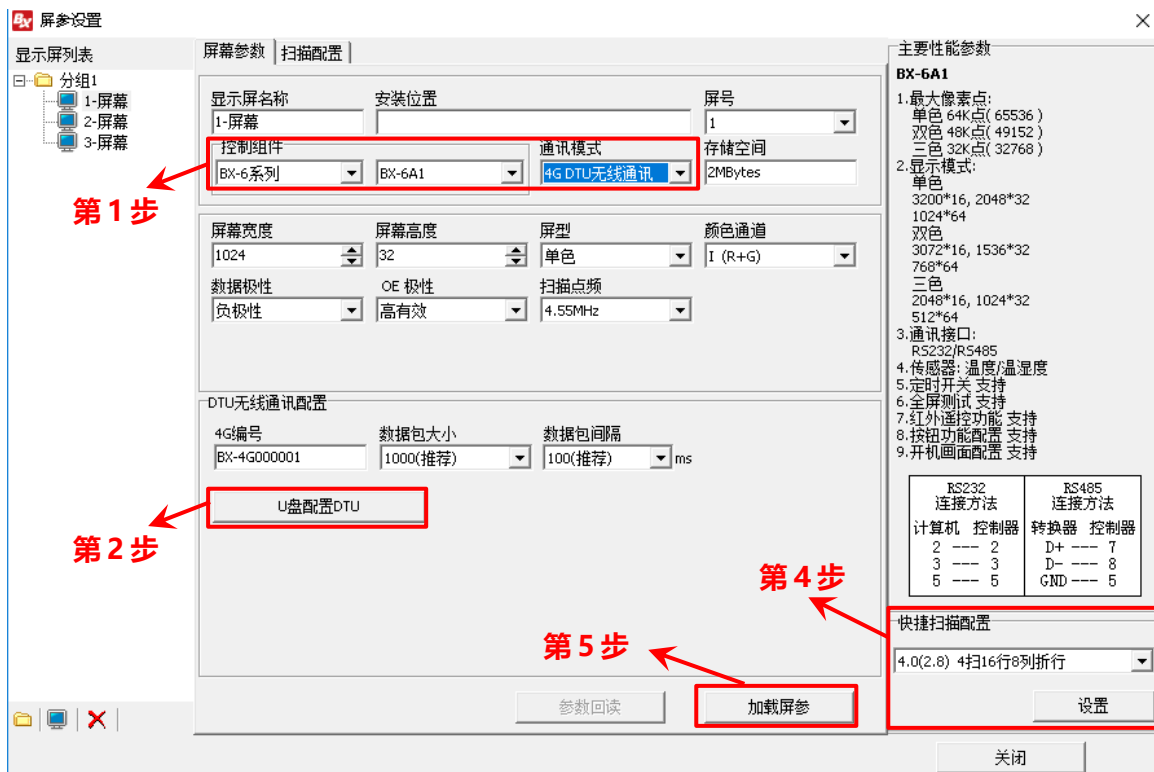 BX 屏参设置
显示屏列表
分组1
1-屏幕
2-屏幕
3-屏幕
屏幕参数 扫描配置
显示屏名称 安装位置 屏号
1-屏幕 1
控制组件 通讯模式 存储空间
BX-6系列 BX-6A1 4G DTU无线通讯 2MBytes
第1步
屏幕宽度 屏幕高度 屏型 颜色通道
1024 32 单色 I (R+G)
数据极性 OE 极性 扫描点频
负极性 高有效 4.55MHz
DTU无线通讯配置
4G编号 数据包大小 数据包间隔
BX-4G000001 1000(推荐) 100(推荐) ms
U盘配置DTU
第2步
第4步
第5步
参数回读 加载屏参
主要性能参数
BX-6A1
1.最大像素点:
单色 64K点( 65536 )
双色 48K点( 49152 )
三色 32K点( 32768 )
2.显示模式:
单色
3200*16, 2048*32
1024*64
双色
3072*16, 1536*32
768*64
三色
2048*16, 1024*32
512*64
3.通讯接口:
RS232/RS485
4.传感器: 温度/温湿度
5.定时开关 支持
6.全屏测试 支持
7.红外遥控功能 支持
8.按钮功能配置 支持
9.开机画面配置 支持
RS232 RS485
连接方法 连接方法
计算机 控制器 转换器 控制器
2 --- 2 D+ --- 7
3 --- 3 D- --- 8
5 --- 5 GND --- 5
快捷扫描配置
4.0(2.8) 4扫16行8列折行
设置
关闭